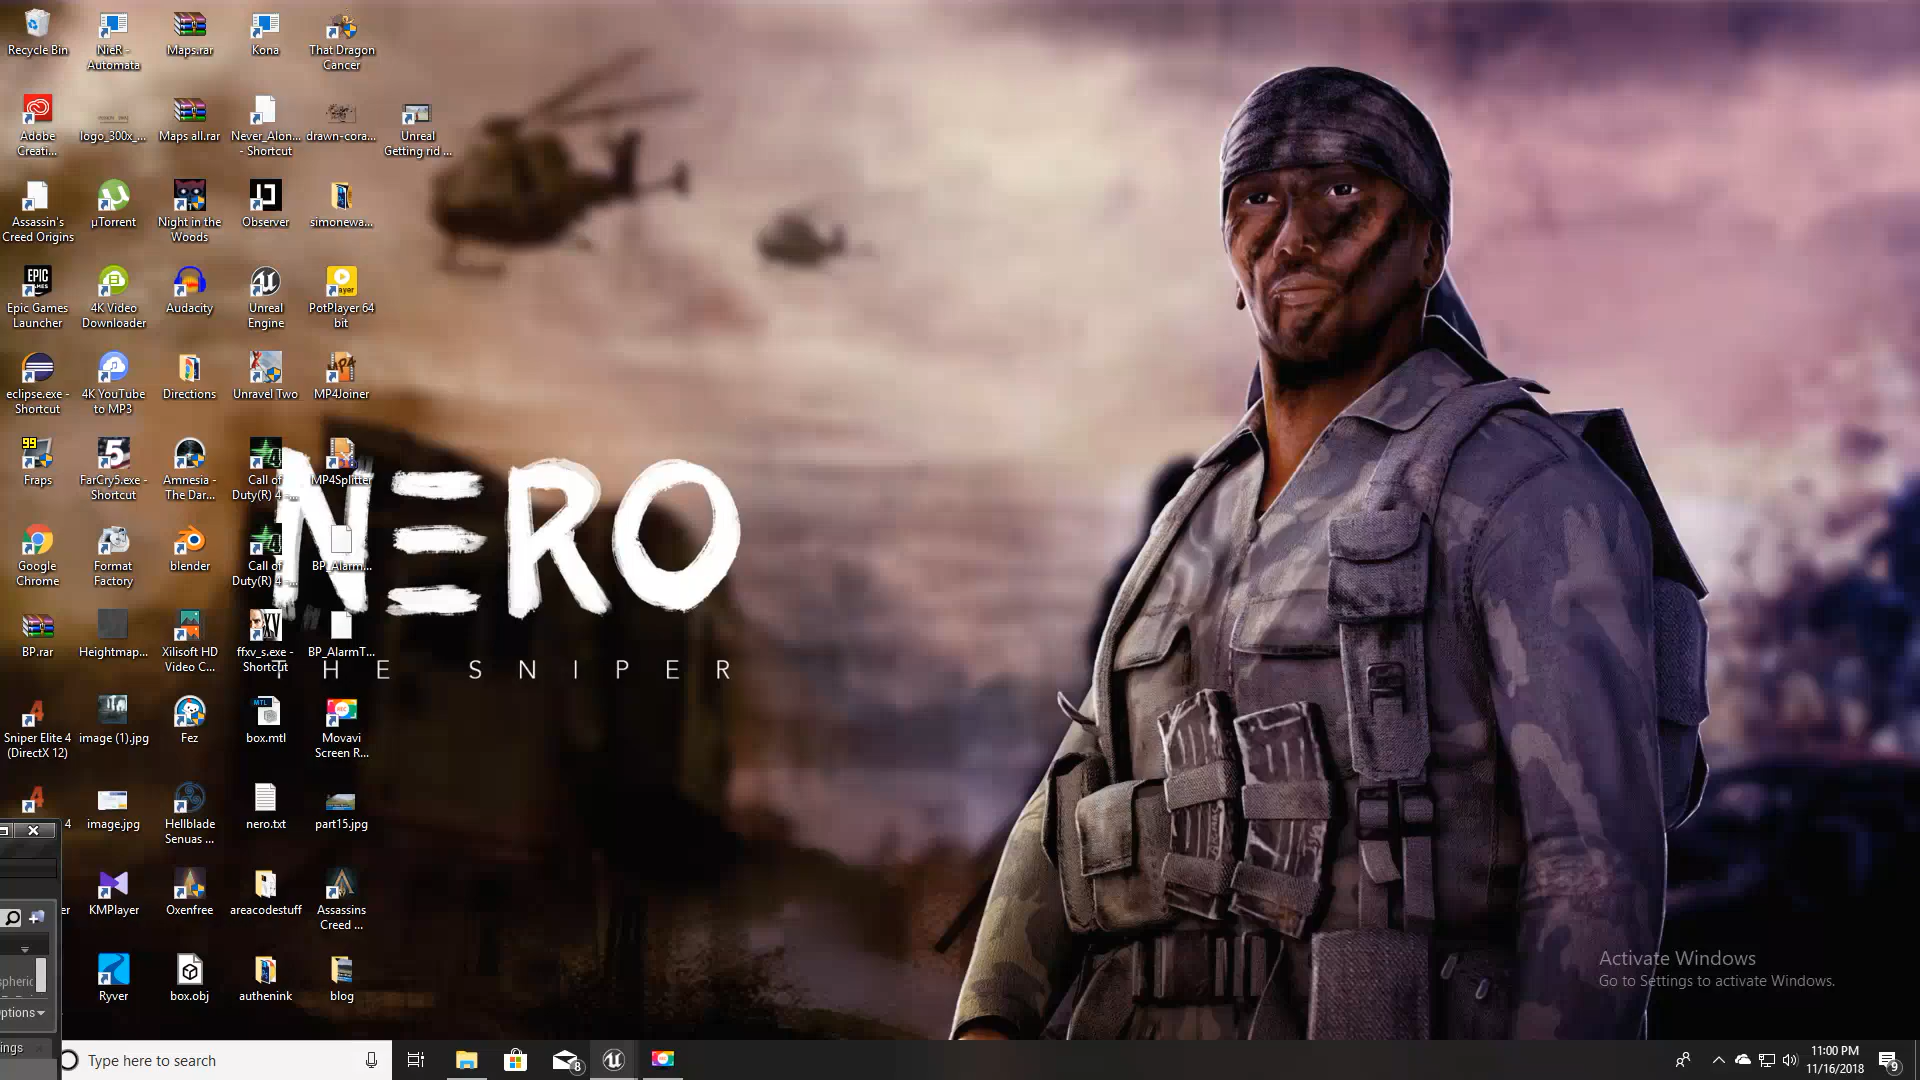 Recycle Bin
NieR -
Automata
Maps.rar
Kona
That Dragon
Cancer
Adobe
Creati...
logo_300x_...
Maps all.rar
Never_Alon...
- Shortcut
drawn-cora...
Unreal
Getting rid ...
Assassin's
Creed Origins
µTorrent
Night in the
Woods
Observer
simonewa...
Epic Games
Launcher
4K Video
Downloader
Audacity
Unreal
Engine
PotPlayer 64
bit
eclipse.exe -
Shortcut
4K YouTube
to MP3
Directions
Unravel Two
MP4Joiner
Fraps
FarCry5.exe -
Shortcut
Amnesia -
The Dar...
Call of
Duty(R) 4 -...
MP4Splitter
NERO
THE SNIPER
Google
Chrome
Format
Factory
blender
Call of
Duty(R) 4 -...
BP_Alarm...
BP.rar
Heightmap...
Xilisoft HD
Video C...
ffxv_s.exe -
Shortcut
BP_AlarmT...
Sniper Elite 4
(DirectX 12)
image (1).jpg
Fez
box.mtl
Movavi
Screen R...
4
image.jpg
Hellblade
Senuas ...
nero.txt
part15.jpg
er
KMPlayer
Oxenfree
areacodestuff
Assassins
Creed ...
Ryver
box.obj
authenink
blog
spheric
ptions
ings
Activate Windows
Go to Settings to activate Windows.
Type here to search
8
11:00 PM
11/16/2018
9